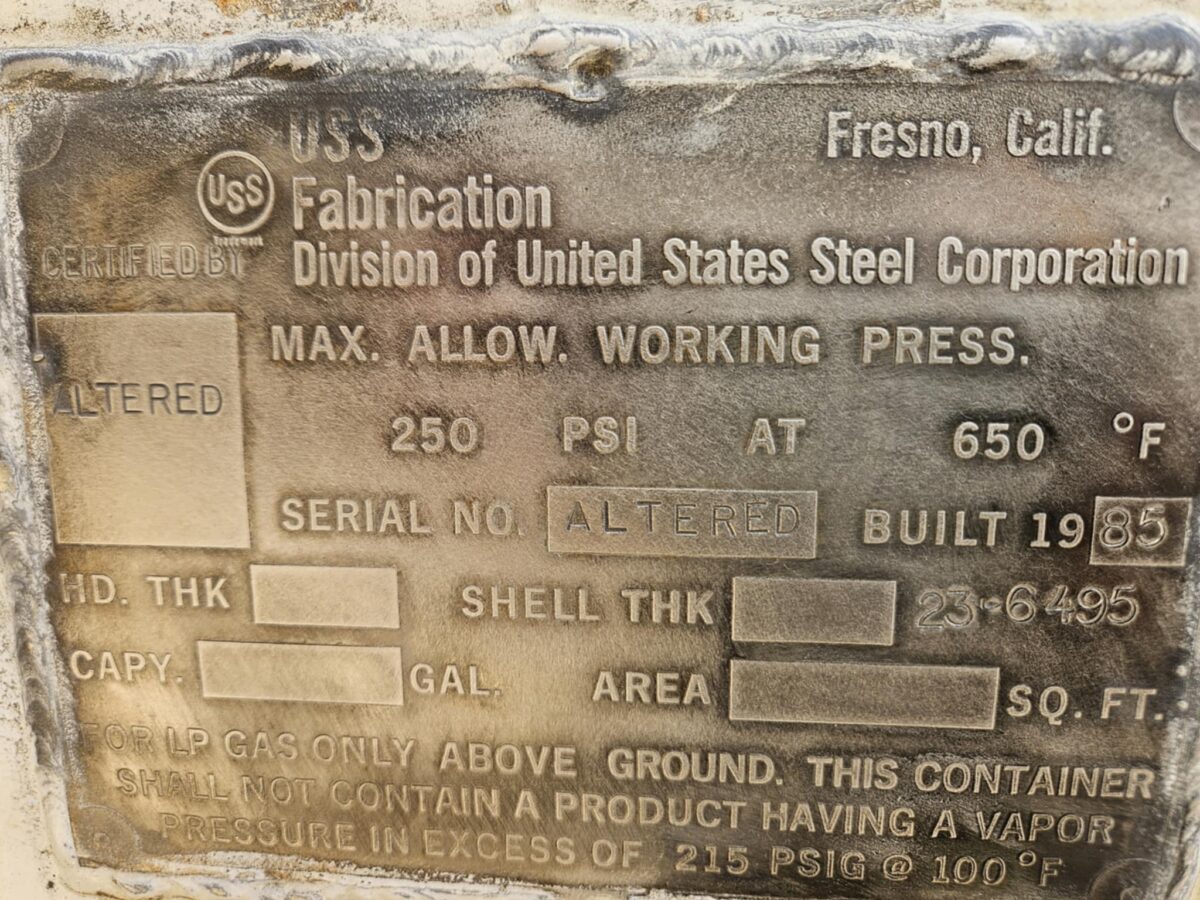 USS
Fresno, Calif.
USS
Fabrication
Trademark
CERTIFIED BY
Division of United States Steel Corporation
MAX. ALLOW. WORKING PRESS.
ALTERED
250 PSI AT 650 °F
SERIAL NO. ALTERED BUILT 1985
HD. THK SHELL THK 23-6495
CAPY. GAL. AREA SQ. FT.
FOR LP GAS ONLY ABOVE GROUND. THIS CONTAINER
SHALL NOT CONTAIN A PRODUCT HAVING A VAPOR
PRESSURE IN EXCESS OF 215 PSIG @ 100 °F